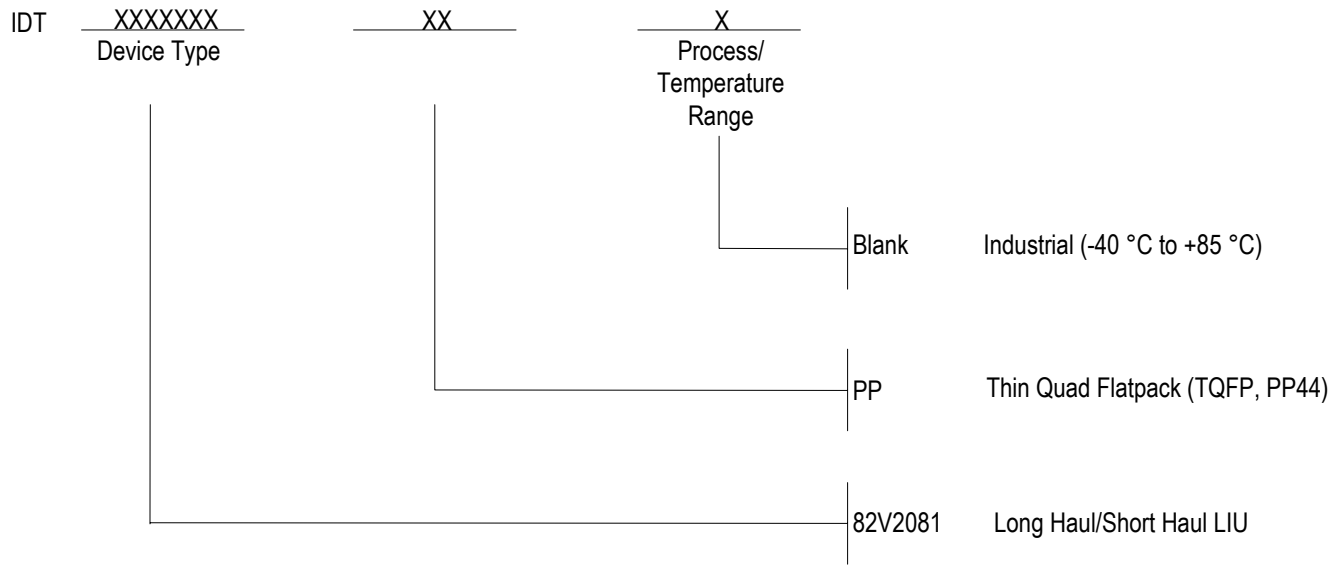 IDT XXXXXXX XX X
Device Type
Process/
Temperature
Range
Blank Industrial (-40 °C to +85 °C)
PP Thin Quad Flatpack (TQFP, PP44)
82V2081 Long Haul/Short Haul LIU